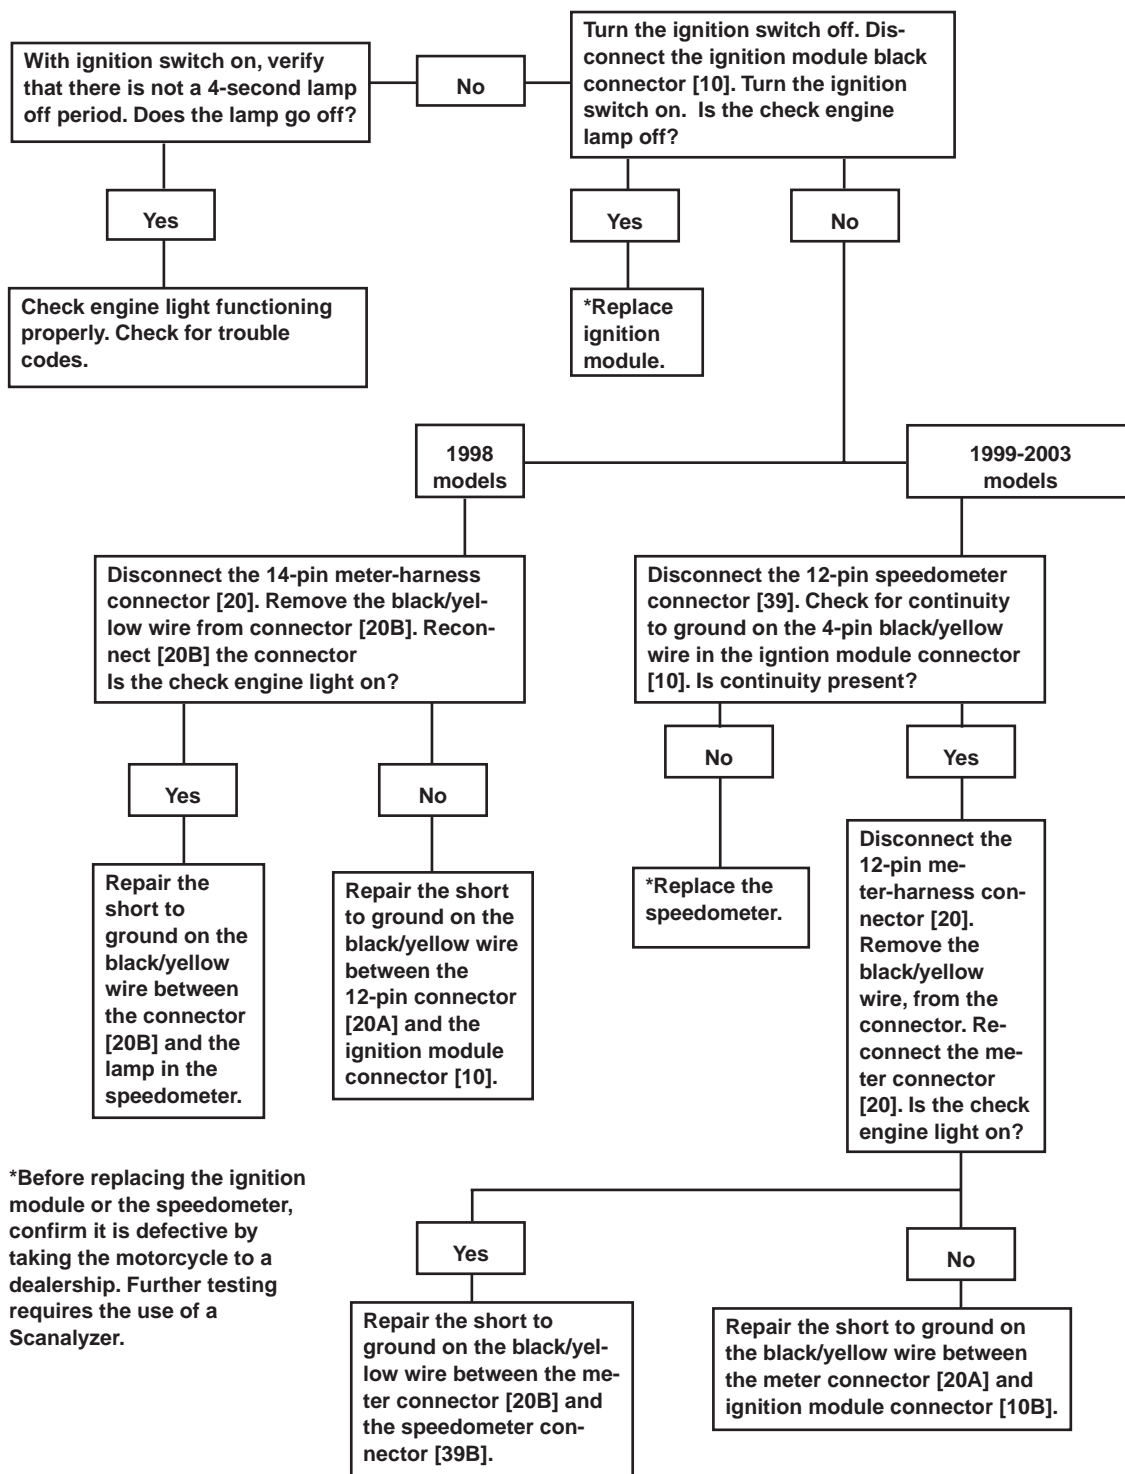 With ignition switch on, verify
that there is not a 4-second lamp
off period. Does the lamp go off?
No
Turn the ignition switch off. Dis-
connect the ignition module black
connector [10]. Turn the ignition
switch on.  Is the check engine
lamp off?
Yes
Yes
No
Check engine light functioning
properly. Check for trouble
codes.
*Replace
ignition
module.
1998
models
1999-2003
models
Disconnect the 14-pin meter-harness
connector [20]. Remove the black/yel-
low wire from connector [20B]. Recon-
nect [20B] the connector
Is the check engine light on?
Disconnect the 12-pin speedometer
connector [39]. Check for continuity
to ground on the 4-pin black/yellow
wire in the igntion module connector
[10]. Is continuity present?
Yes
No
No
Yes
Repair the
short to
ground on the
black/yellow
wire between
the connector
[20B] and the
lamp in the
speedometer.
Repair the short
to ground on the
black/yellow wire
between the
12-pin connector
[20A] and the
ignition module
connector [10].
*Replace the
speedometer.
Disconnect the
12-pin me-
ter-harness con-
nector [20].
Remove the
black/yellow
wire, from the
connector. Re-
connect the me-
ter connector
[20]. Is the check
engine light on?
*Before replacing the ignition
module or the speedometer,
confirm it is defective by
taking the motorcycle to a
dealership. Further testing
requires the use of a
Scanalyzer.
Yes
No
Repair the short to
ground on the black/yel-
low wire between the me-
ter connector [20B] and
the speedometer con-
nector [39B].
Repair the short to ground on
the black/yellow wire between
the meter connector [20A] and
ignition module connector [10B].